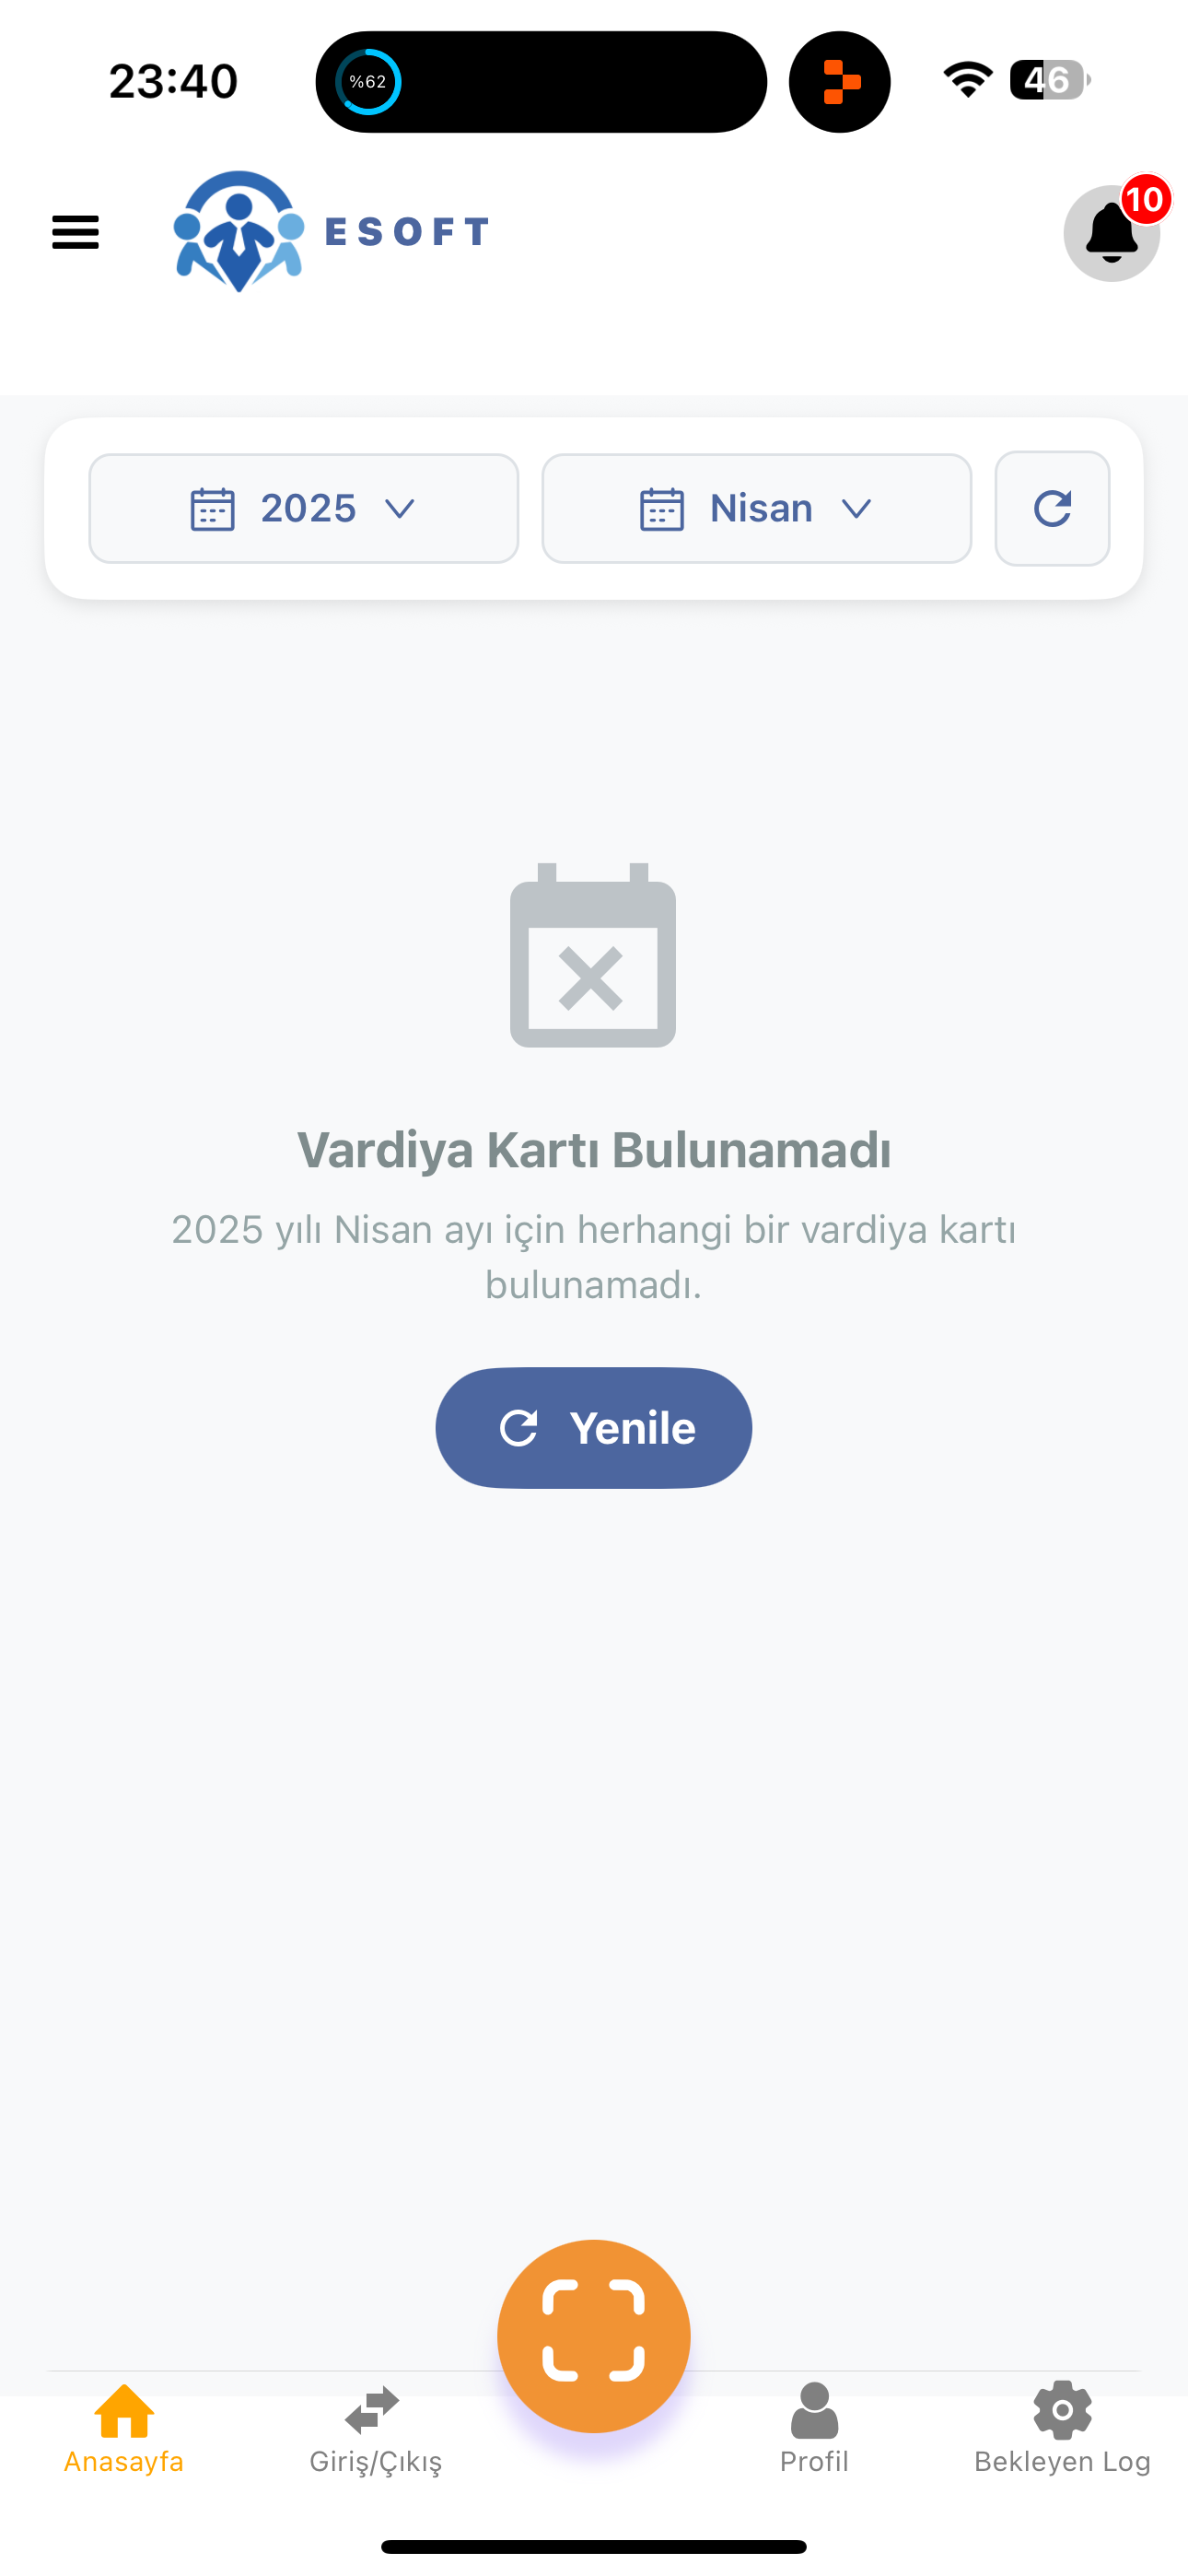 23:40
%62
46
ESOFT
10
2025
Nisan
Vardiya Kartı Bulunamadı
2025 yılı Nisan ayı için herhangi bir vardiya kartı
bulunamadı.
Yenile
Anasayfa
Giriş/Çıkış
Profil
Bekleyen Log